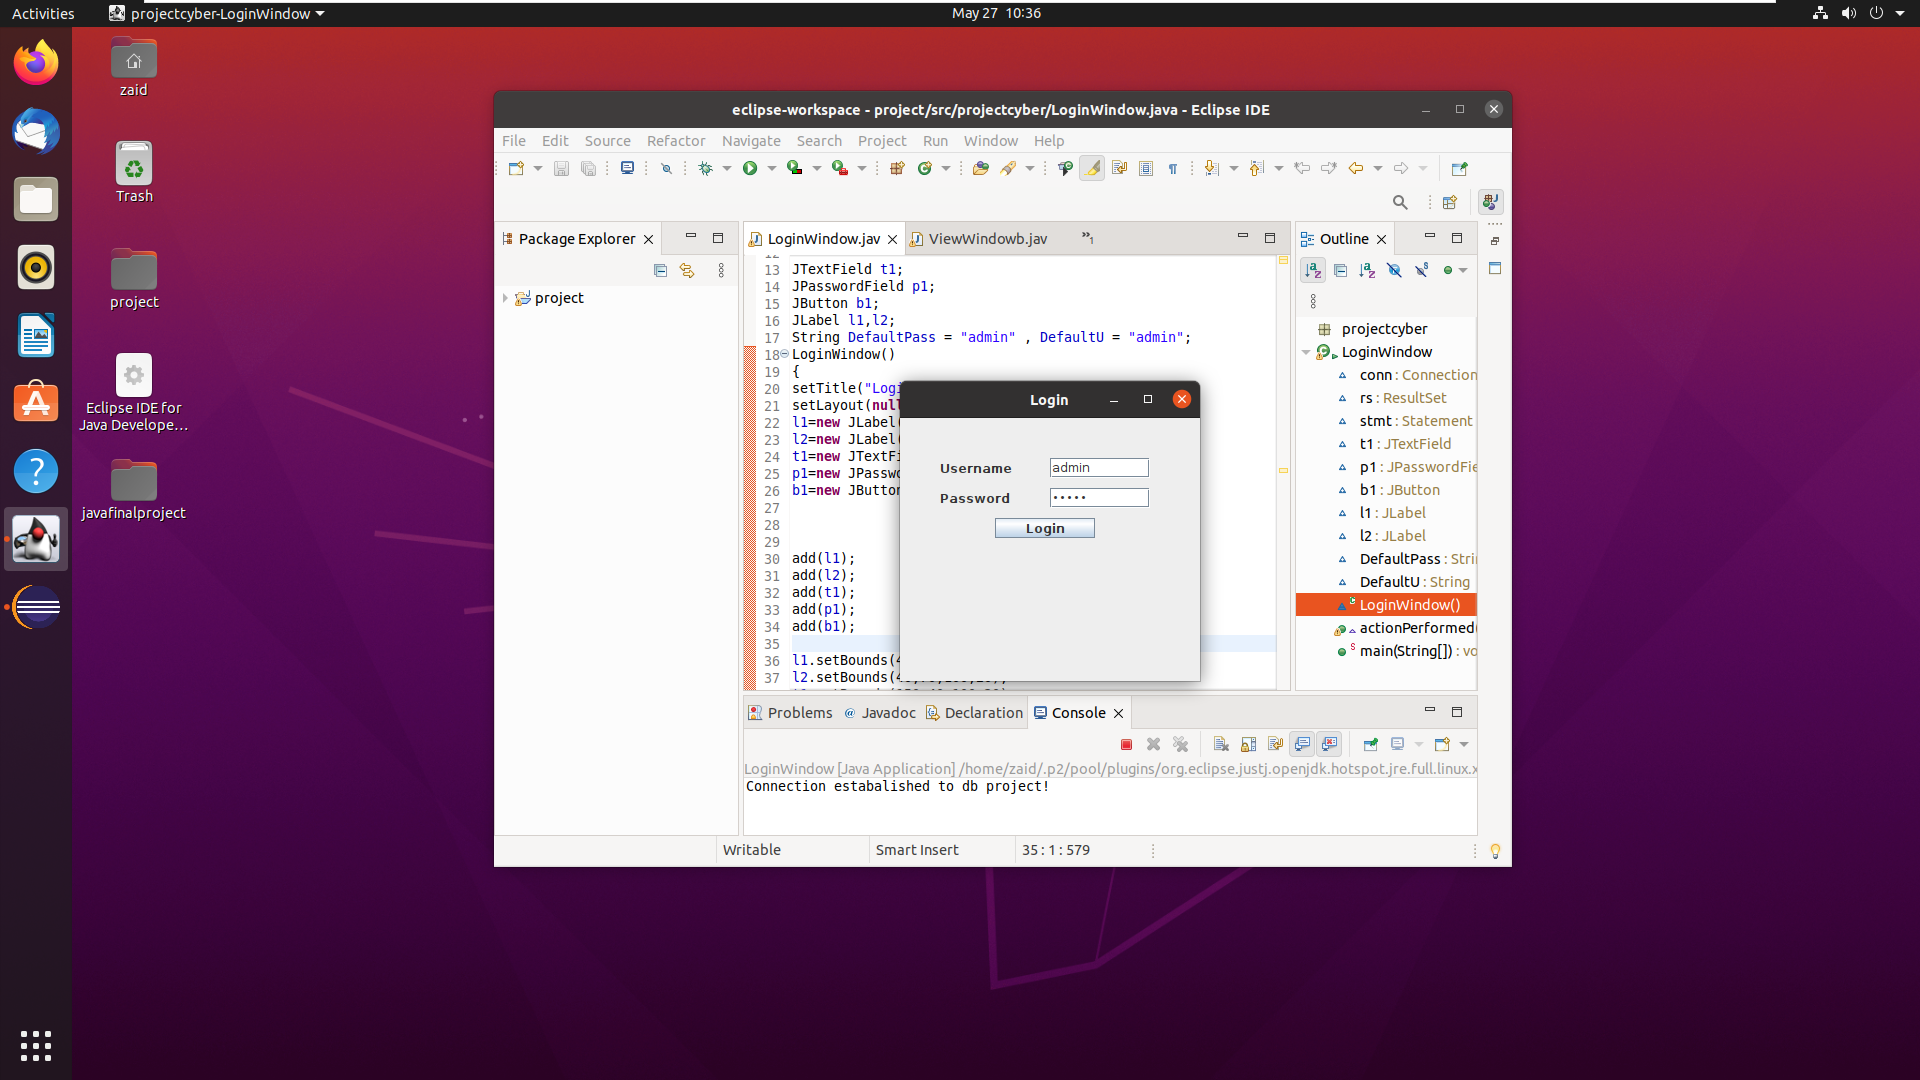 Activities
projectcyber-LoginWindow
May 27 10:36
zaid
Trash
project
Eclipse IDE for
Java Develope...
javafinalproject
eclipse-workspace - project/src/projectcyber/LoginWindow.java - Eclipse IDE
File Edit Source Refactor Navigate Search Project Run Window Help
Package Explorer
project
LoginWindow.jav
ViewWindowb.jav
»1
13 JTextField t1;
14 JPasswordField p1;
15 JButton b1;
16 JLabel l1,l2;
17 String DefaultPass = "admin" , DefaultU = "admin";
18 LoginWindow()
19 {
20 setTitle("Logi
21 setLayout(null
22 l1=new JLabel(
23 l2=new JLabel(
24 t1=new JTextFi
25 p1=new JPasswo
26 b1=new JButton
27
28
29
30 add(l1);
31 add(l2);
32 add(t1);
33 add(p1);
34 add(b1);
35
36 l1.setBounds(4
37 l2.setBounds(
Login
Username admin
Password •••••
Login
Outline
projectcyber
LoginWindow
conn : Connection
rs : ResultSet
stmt : Statement
t1 : JTextField
p1 : JPasswordFie
b1 : JButton
l1 : JLabel
l2 : JLabel
DefaultPass : Stri
DefaultU : String
LoginWindow()
actionPerformed(
main(String[]) : vo
Problems
Javadoc
Declaration
Console
LoginWindow [Java Application] /home/zaid/.p2/pool/plugins/org.eclipse.justj.openjdk.hotspot.jre.full.linux.x
Connection estabalished to db project!
Writable
Smart Insert
35 : 1 : 579